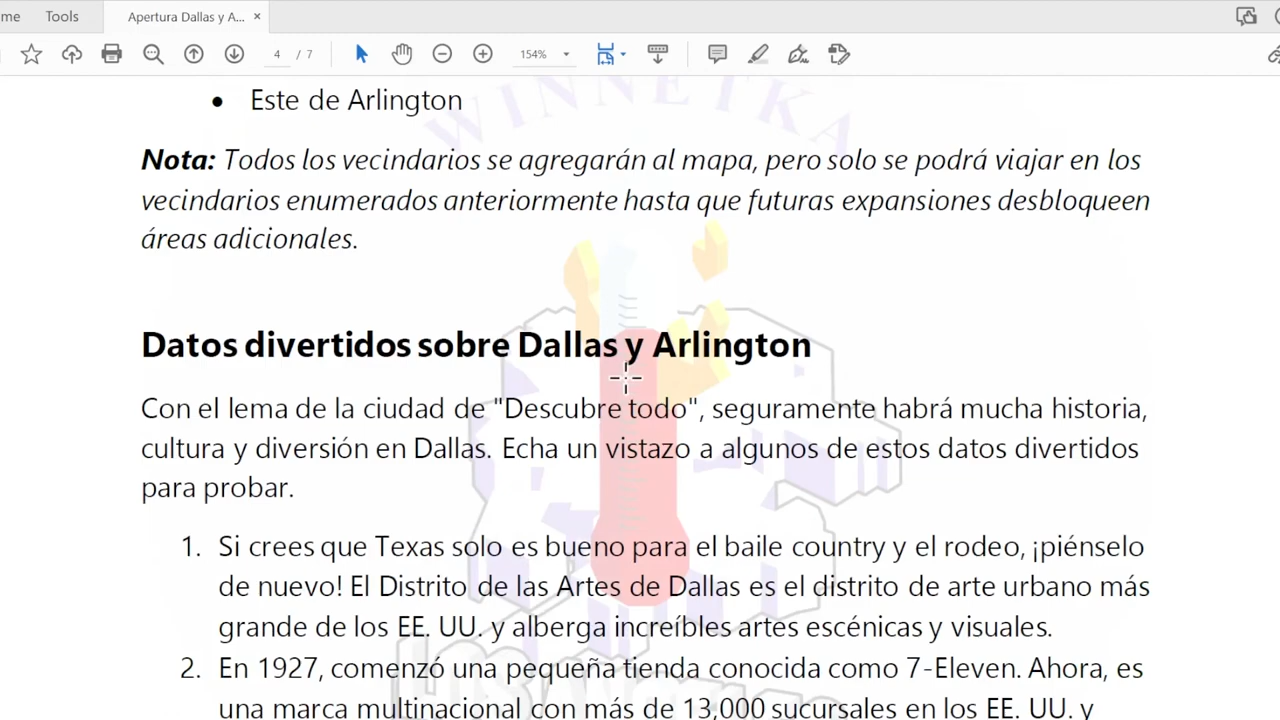 me Tools Apertura Dallas y A... ×
4 / 7 154%
WINNETKA
• Este de Arlington
Nota: Todos los vecindarios se agregarán al mapa, pero solo se podrá viajar en los
vecindarios enumerados anteriormente hasta que futuras expansiones desbloqueen
áreas adicionales.
Datos divertidos sobre Dallas y Arlington
Con el lema de la ciudad de "Descubre todo", seguramente habrá mucha historia,
cultura y diversión en Dallas. Echa un vistazo a algunos de estos datos divertidos
para probar.
1. Si crees que Texas solo es bueno para el baile country y el rodeo, ¡piénselo
de nuevo! El Distrito de las Artes de Dallas es el distrito de arte urbano más
grande de los EE. UU. y alberga increíbles artes escénicas y visuales.
2. En 1927, comenzó una pequeña tienda conocida como 7-Eleven. Ahora, es
una marca multinacional con más de 13,000 sucursales en los EE. UU. y